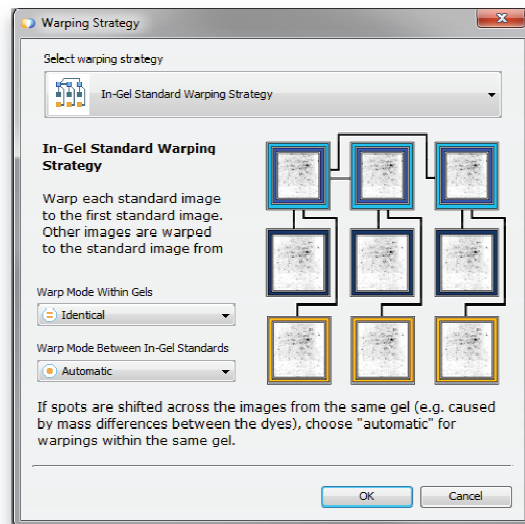 Warping Strategy
Select warping strategy
In-Gel Standard Warping Strategy
In-Gel Standard Warping
Strategy
Warp each standard image
to the first standard image.
Other images are warped
to the standard image from
Warp Mode Within Gels
Identical
Warp Mode Between In-Gel Standards
Automatic
If spots are shifted across the images from the same gel (e.g. caused
by mass differences between the dyes), choose "automatic" for
warpings within the same gel.
OK
Cancel